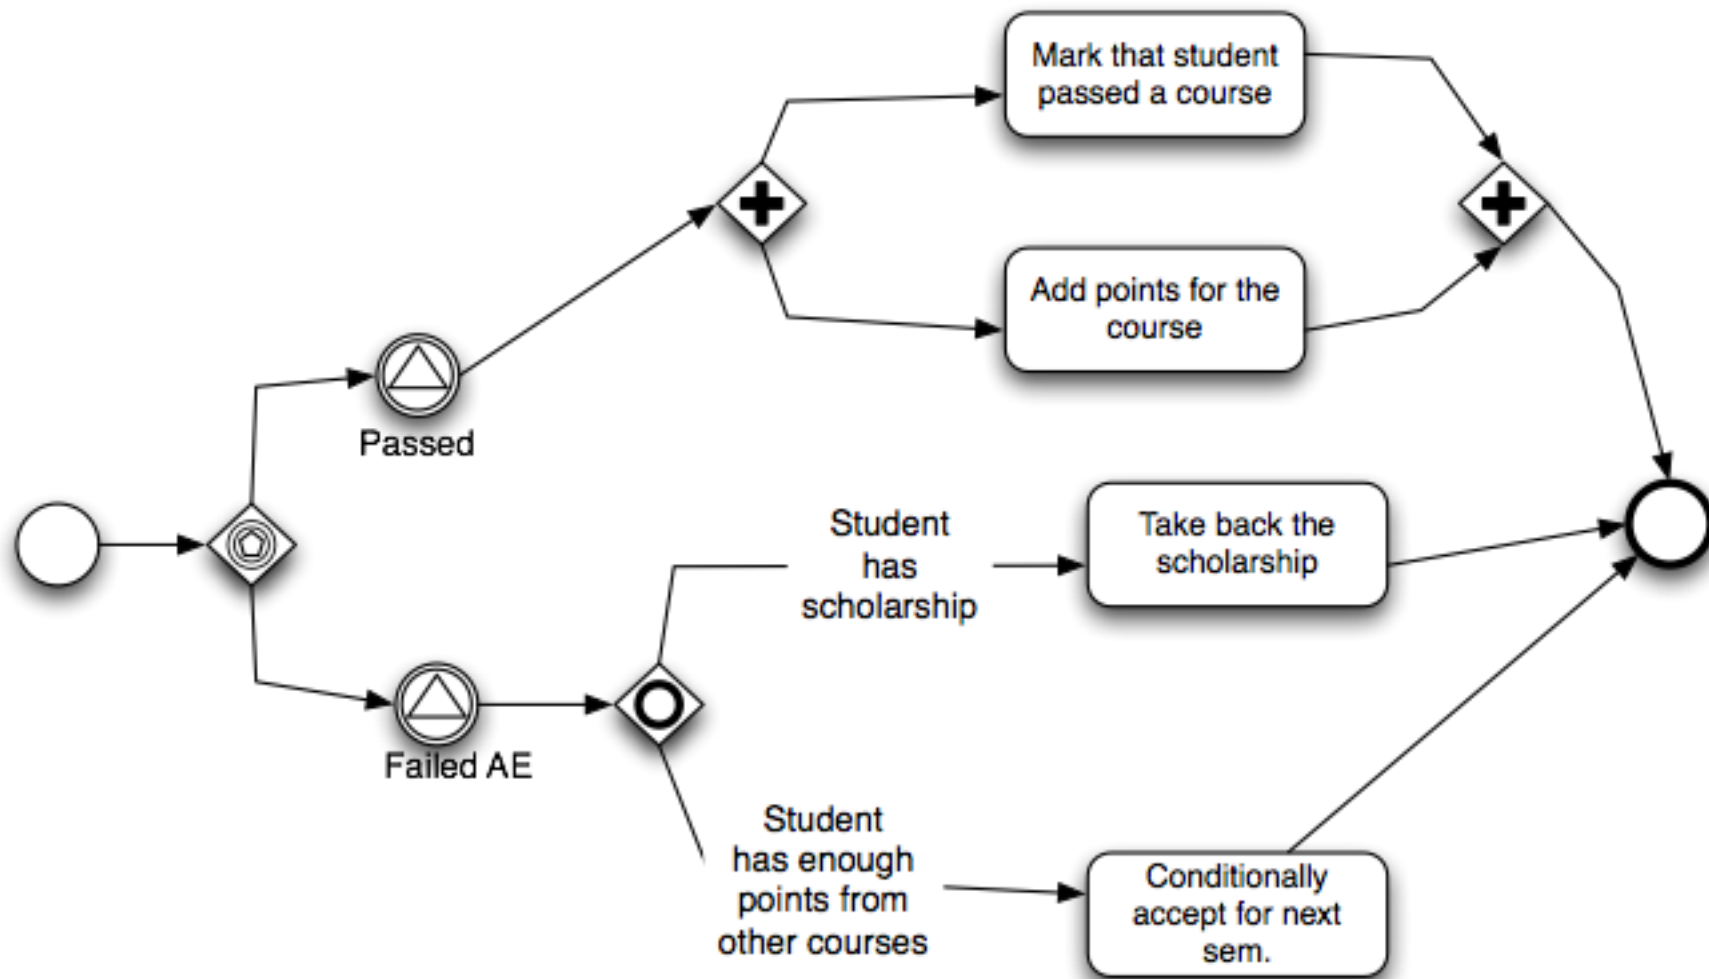 Mark that student
passed a course
Add points for the
course
Passed
Student
has
scholarship
Take back the
scholarship
Failed AE
Student
has enough
points from
other courses
Conditionally
accept for next
sem.